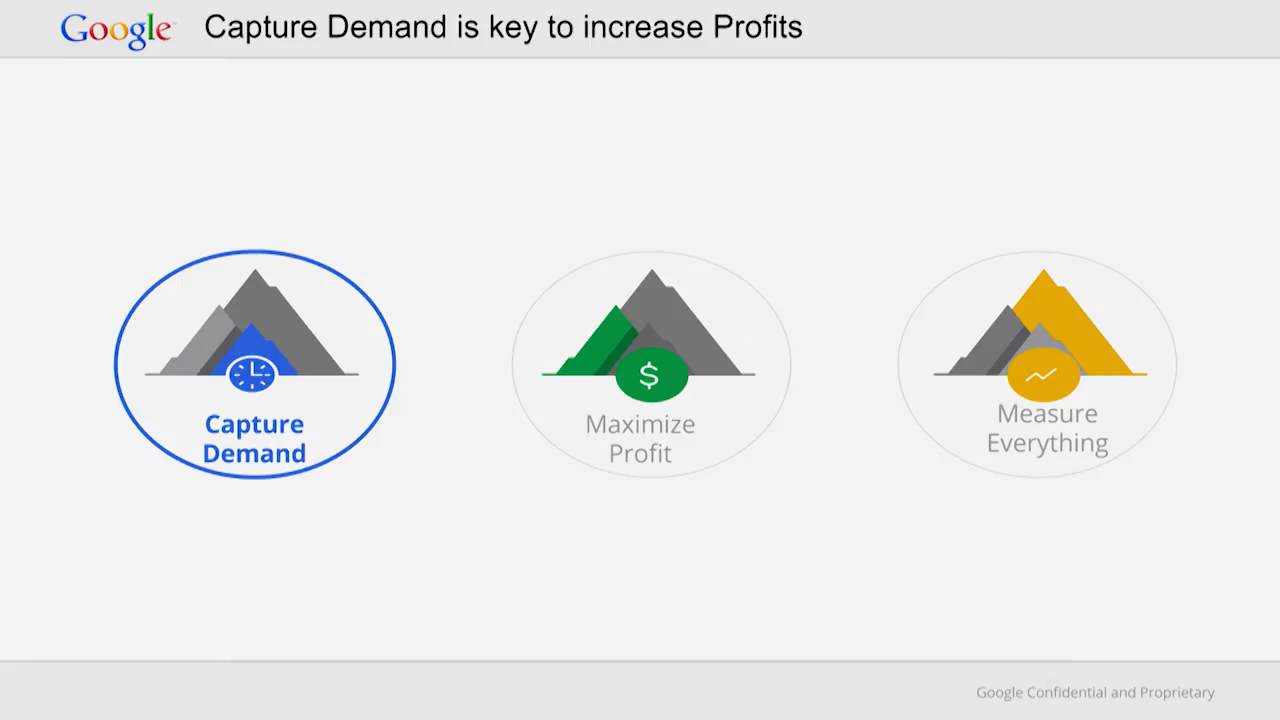 Google Capture Demand is key to increase Profits
Capture
Demand
$
Maximize
Profit
Measure
Everything
Google Confidential and Proprietary